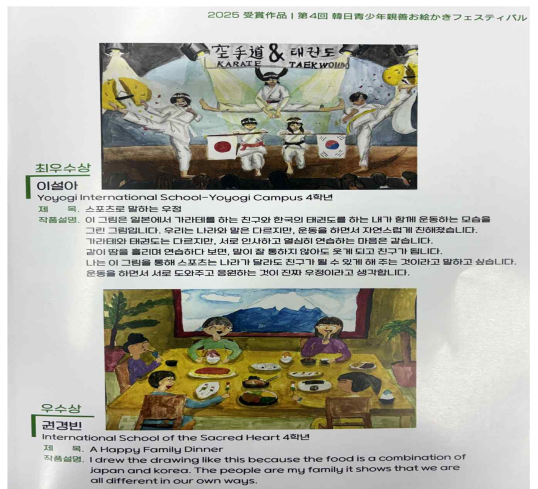 2025 受賞作品 | 第4回 韓日青少年親善お絵かきフェスティバル
空手道 & 태권도
KARATE TAEKWONDO
최우수상
이설아
Yoyogi International School-Yoyogi Campus 4학년
제 목. 스포츠로 말하는 우정
작품설명. 이 그림은 일본에서 가라테를 하는 친구와 한국의 태권도를 하는 내가 함께 운동하는 모습을
그린 그림입니다. 우리는 나라와 말은 다르지만, 운동을 하면서 자연스럽게 친해졌습니다.
가라테와 태권도는 다르지만, 서로 인사하고 열심히 연습하는 마음은 같습니다.
같이 땀을 흘리며 연습하다 보면, 말이 잘 통하지 않아도 웃게 되고 친구가 됩니다.
나는 이 그림을 통해 스포츠는 나라가 달라도 친구가 될 수 있게 해 주는 것이라고 말하고 싶습니다.
운동을 하면서 서로 도와주고 응원하는 것이 진짜 우정이라고 생각합니다.
우수상
권경빈
International School of the Sacred Heart 4학년
제 목. A Happy Family Dinner
작품설명. I drew the drawing like this because the food is a combination of
Japan and korea. The people are my family it shows that we are
all different in our own ways.